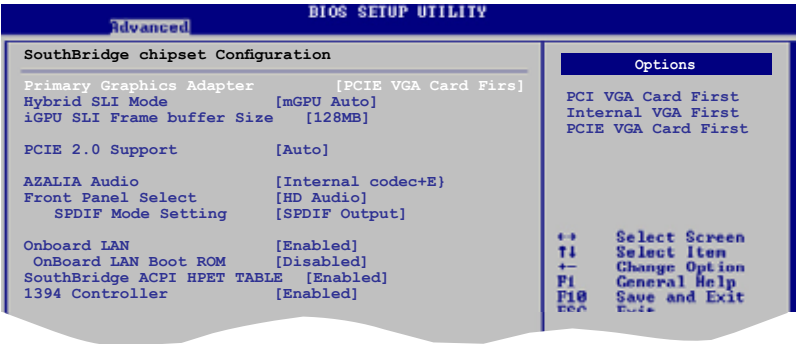 BIOS SETUP UTILITY
Advanced
SouthBridge chipset Configuration
Primary Graphics Adapter [PCIE VGA Card Firs]
Hybrid SLI Mode [mGPU Auto]
iGPU SLI Frame buffer Size [128MB]
PCIE 2.0 Support [Auto]
AZALIA Audio [Internal codec+E}
Front Panel Select [HD Audio]
SPDIF Mode Setting [SPDIF Output]
Onboard LAN [Enabled]
OnBoard LAN Boot ROM [Disabled]
SouthBridge ACPI HPET TABLE [Enabled]
1394 Controller [Enabled]
Options
PCI VGA Card First
Internal VGA First
PCIE VGA Card First
←→ Select Screen
↑↓ Select Item
+- Change Option
F1 General Help
F10 Save and Exit
ESC Exit